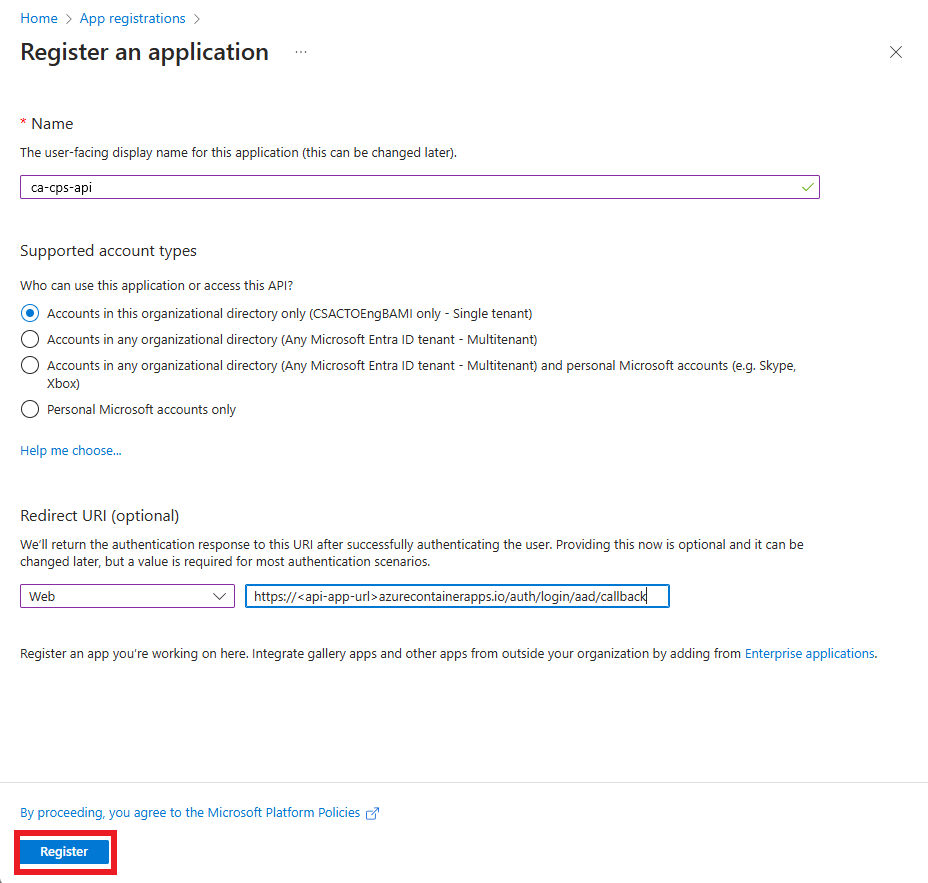 Home > App registrations >
Register an application ...
* Name
The user-facing display name for this application (this can be changed later).
ca-cps-api
Supported account types
Who can use this application or access this API?
Accounts in this organizational directory only (CSACTOEngBAMI only - Single tenant)
Accounts in any organizational directory (Any Microsoft Entra ID tenant - Multitenant)
Accounts in any organizational directory (Any Microsoft Entra ID tenant - Multitenant) and personal Microsoft accounts (e.g. Skype,
Xbox)
Personal Microsoft accounts only
Help me choose...
Redirect URI (optional)
We'll return the authentication response to this URI after successfully authenticating the user. Providing this now is optional and it can be
changed later, but a value is required for most authentication scenarios.
Web https://<api-app-url>azurecontainerapps.io/auth/login/aad/callback
Register an app you're working on here. Integrate gallery apps and other apps from outside your organization by adding from Enterprise applications.
By proceeding, you agree to the Microsoft Platform Policies
Register